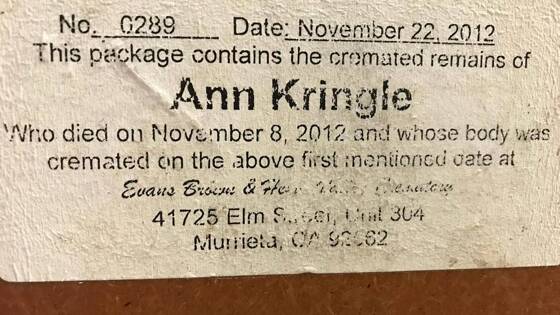 No. 0289 Date: November 22, 2012
This package contains the cremated remains of
Ann Kringle
Who died on November 8, 2012 and whose body was
cremated on the above first mentioned date at
Evans Brown &
41725 Elm Street, Unit 304
Murrieta, CA